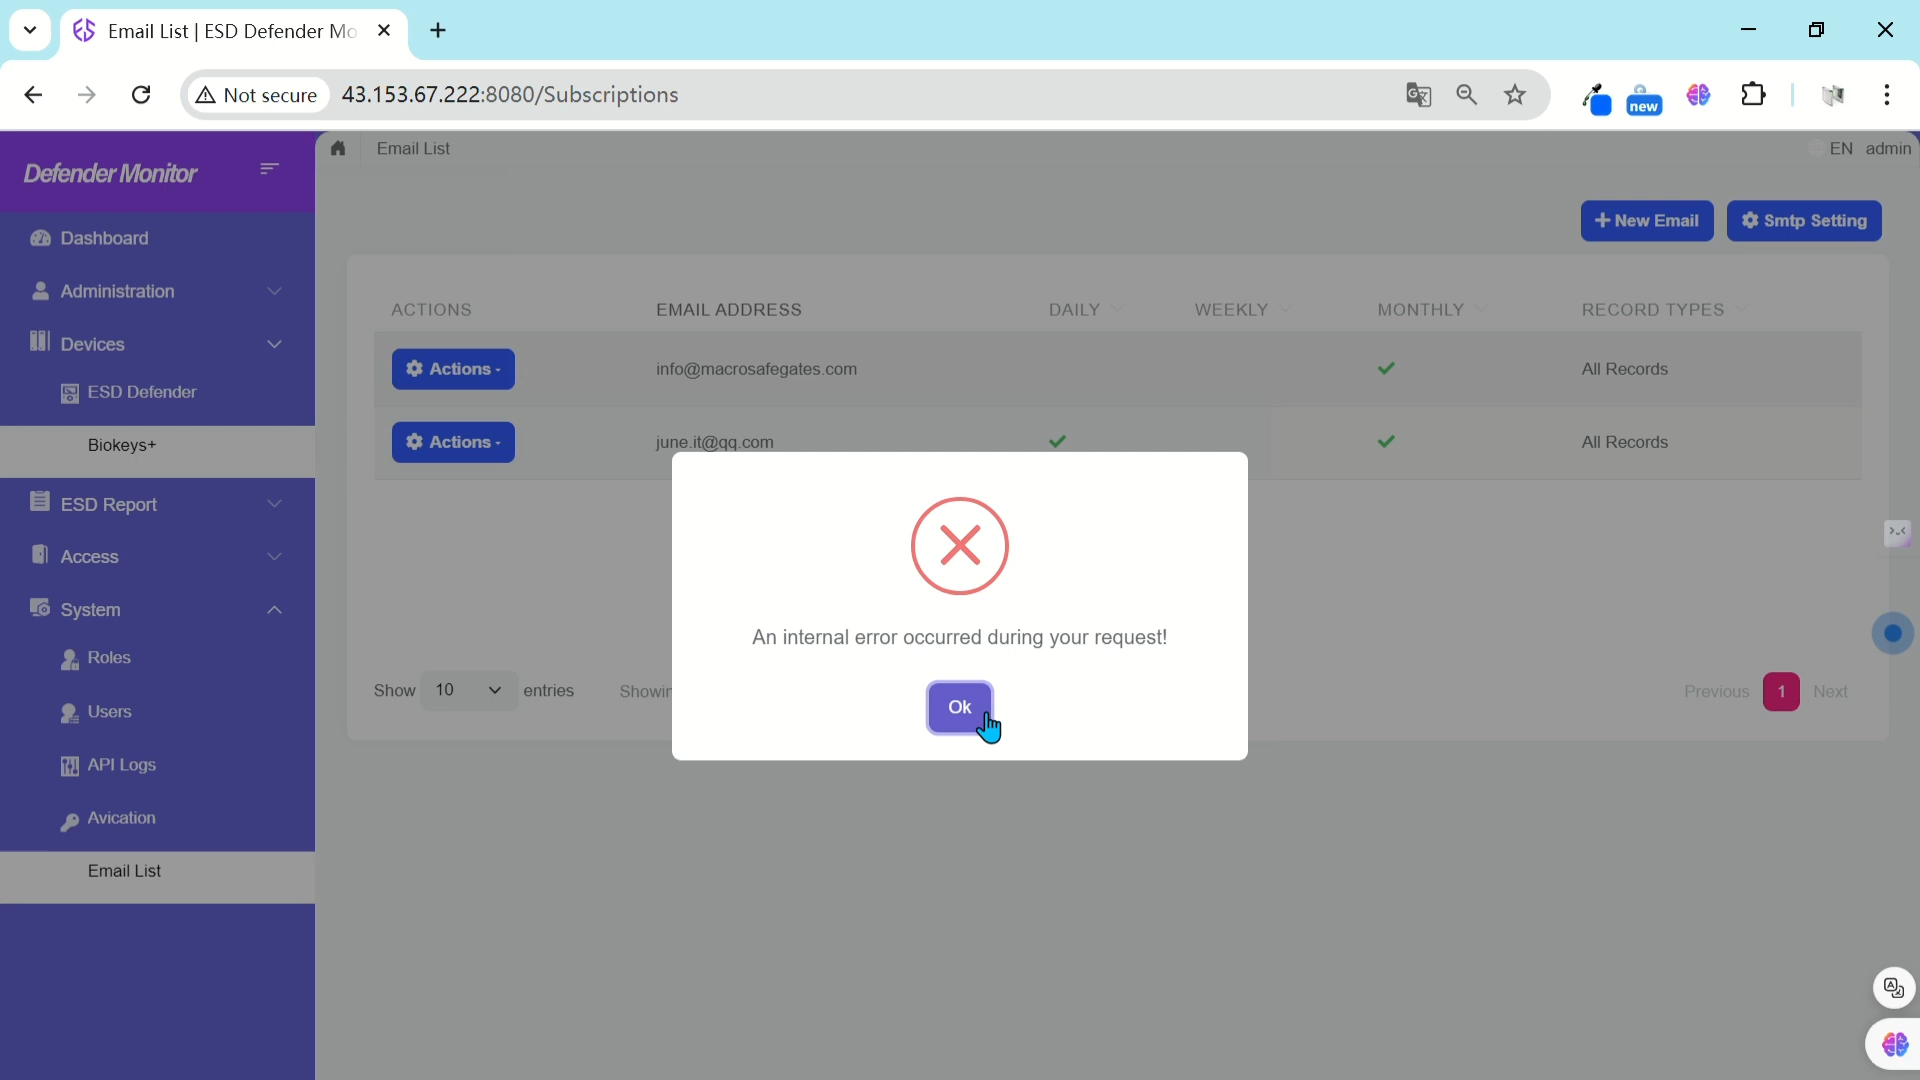 Email List | ESD Defender Mo
Not secure
43.153.67.222:8080/Subscriptions
new
Defender Monitor
Email List
EN admin
Dashboard
Administration
Devices
ESD Defender
Biokeys+
ESD Report
Access
System
Roles
Users
API Logs
Avication
Email List
New Email
Smtp Setting
ACTIONS EMAIL ADDRESS DAILY WEEKLY MONTHLY RECORD TYPES
Actions info@macrosafegates.com All Records
Actions june.it@qq.com All Records
An internal error occurred during your request!
Ok
Show 10 entries Showin
Previous 1 Next